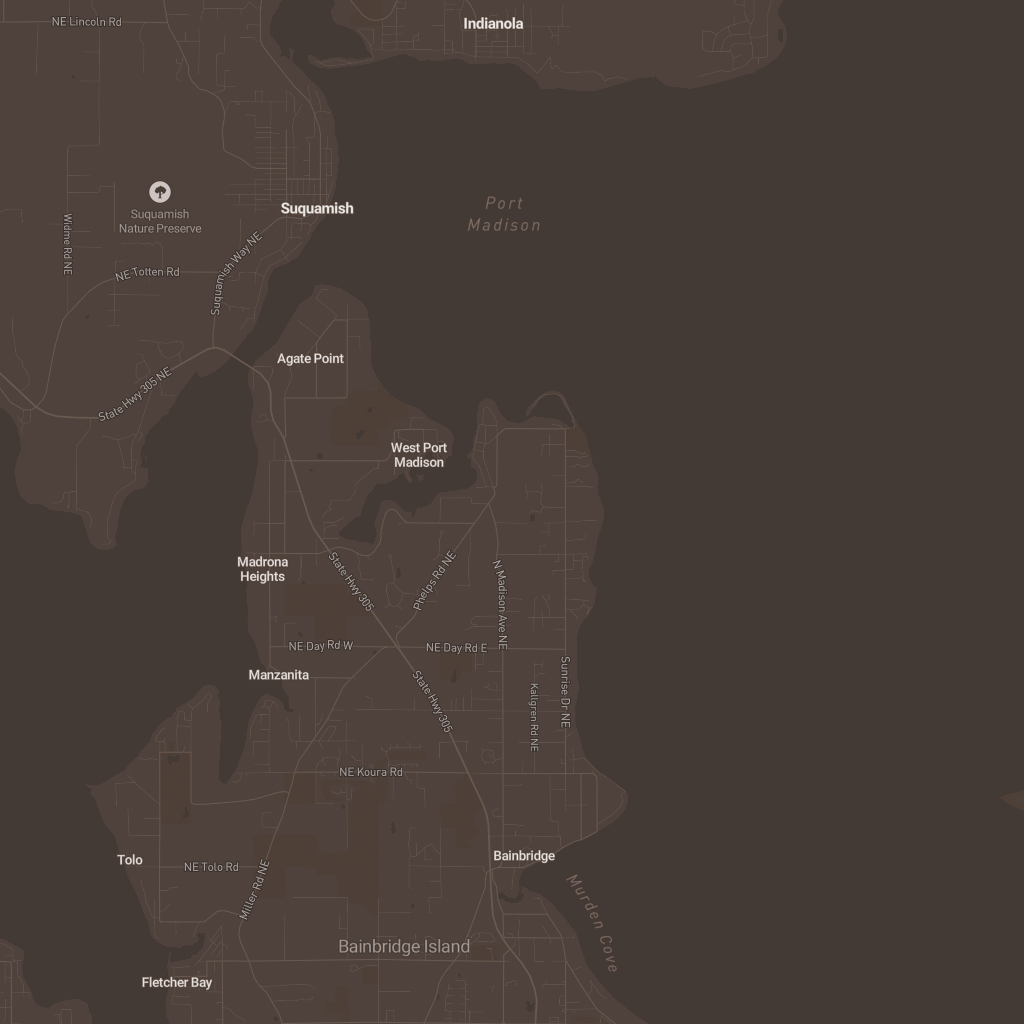 NE Lincoln Rd
Indianola
Suquamish
Nature Preserve
Suquamish
Port
Madison
Widme Rd NE
NE Totten Rd
Suquamish Way NE
Agate Point
State Hwy 305 NE
West Port
Madison
Madrona
Heights
State Hwy 305
Phelps Rd NE
N Madison Ave NE
NE Day Rd W
NE Day Rd E
Manzanita
State Hwy 305
Kallgren Rd NE
Sunrise Dr NE
NE Koura Rd
Tolo
NE Tolo Rd
Miller Rd NE
Bainbridge
Murden Cove
Bainbridge Island
Fletcher Bay